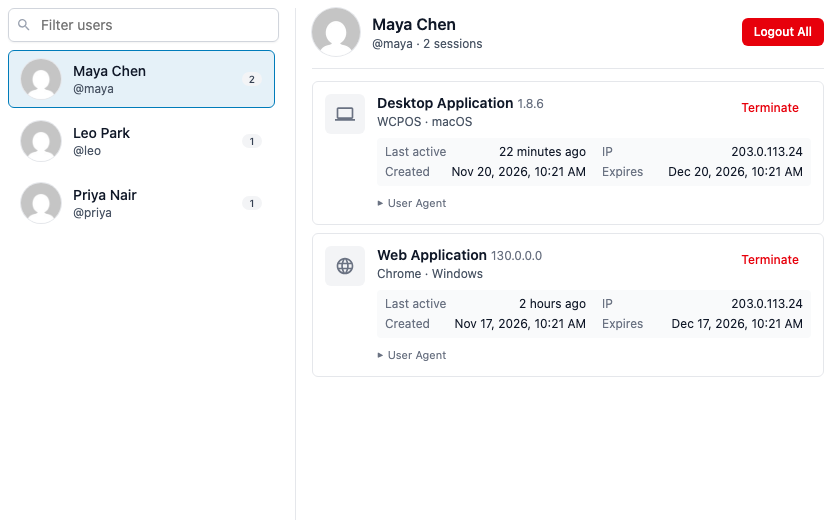 Filter users
Maya Chen
@maya
2
Leo Park
@leo
1
Priya Nair
@priya
1
Maya Chen
@maya · 2 sessions
Logout All
Desktop Application 1.8.6
WCPOS · macOS
Terminate
Last active 22 minutes ago IP 203.0.113.24
Created Nov 20, 2026, 10:21 AM Expires Dec 20, 2026, 10:21 AM
User Agent
Web Application 130.0.0.0
Chrome · Windows
Terminate
Last active 2 hours ago IP 203.0.113.24
Created Nov 17, 2026, 10:21 AM Expires Dec 17, 2026, 10:21 AM
User Agent